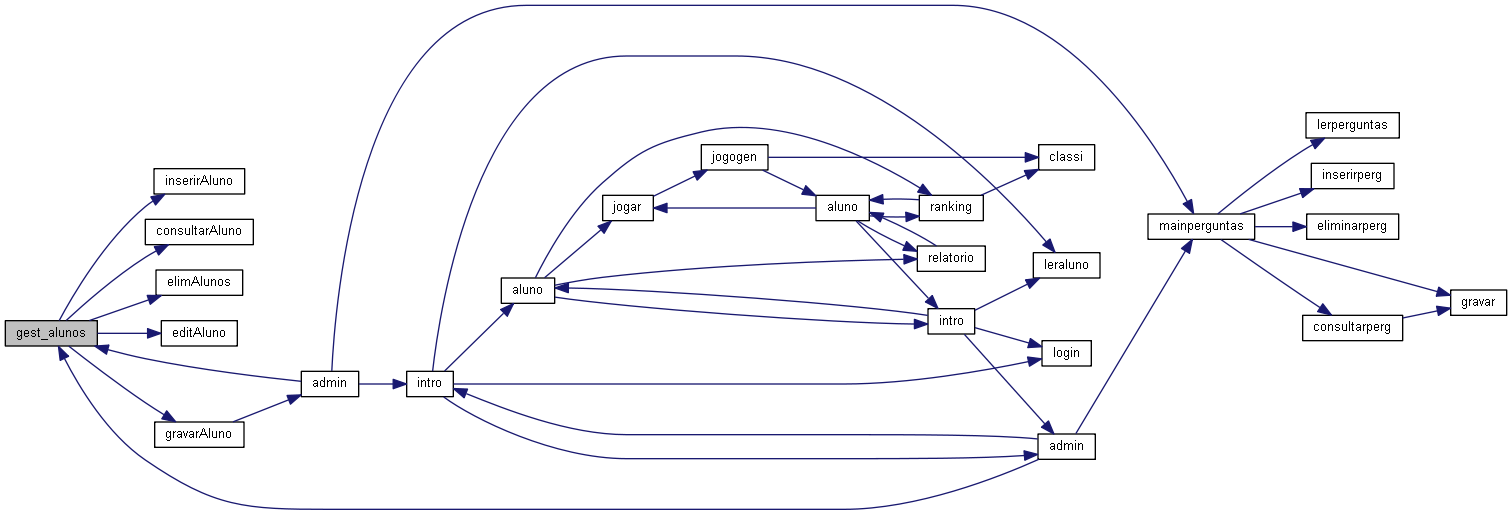 gest_alunos
inserirAluno
consultarAluno
elimAlunos
editAluno
gravarAluno
admin
intro
aluno
jogar
jogogen
aluno
ranking
relatorio
intro
classi
leraluno
login
admin
mainperguntas
lerperguntas
inserirperg
eliminarperg
consultarperg
gravar